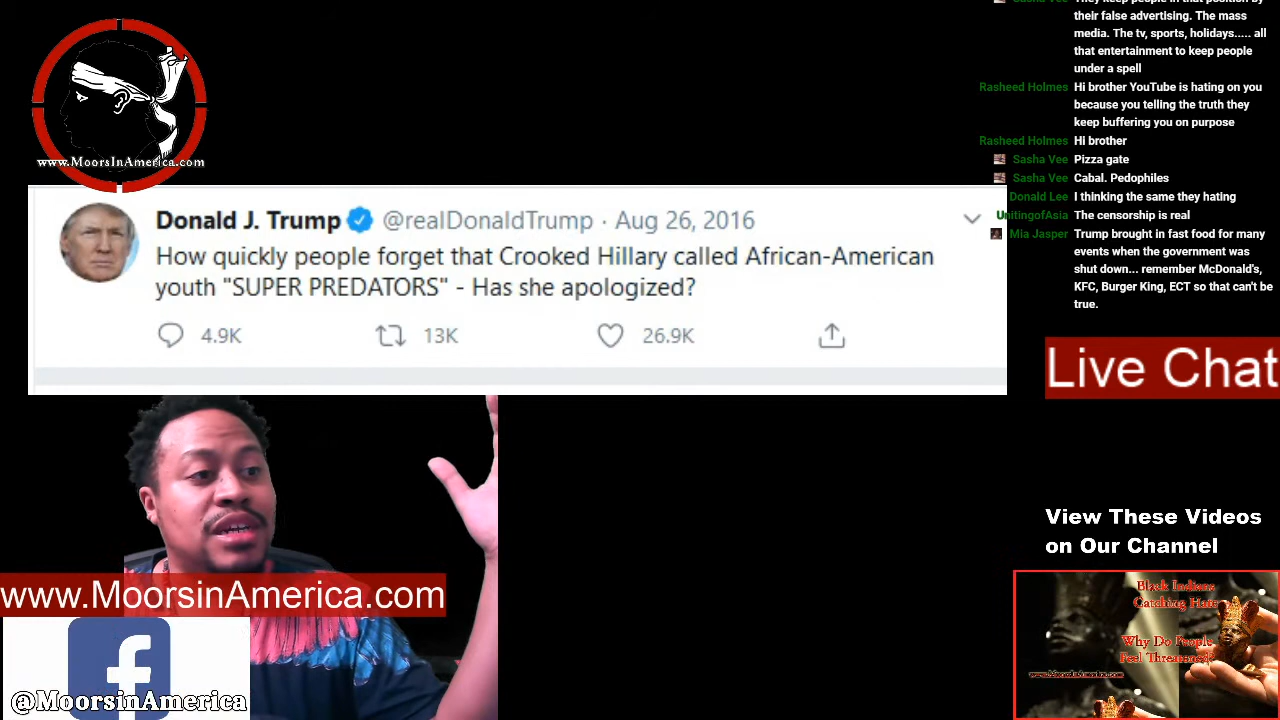 www.MoorsInAmerica.com
Donald J. Trump @realDonaldTrump · Aug 26, 2016
How quickly people forget that Crooked Hillary called African-American
youth "SUPER PREDATORS" - Has she apologized?
4.9K 13K 26.9K
their false advertising. The mass
media. The tv, sports, holidays..... all
that entertainment to keep people
under a spell
Rasheed Holmes Hi brother YouTube is hating on you
because you telling the truth they
keep buffering you on purpose
Rasheed Holmes Hi brother
Sasha Vee Pizza gate
Sasha Vee Cabal. Pedophiles
Donald Lee I thinking the same they hating
UnitingofAsia The censorship is real
Mia Jasper Trump brought in fast food for many
events when the government was
shut down... remember McDonald's,
KFC, Burger King, ECT so that can't be
true.
Live Chat
www.MoorsinAmerica.com
f
@MoorsinAmerica
View These Videos
on Our Channel
Black Indians
Catching Hate
Why Do People
Feel Threatened?